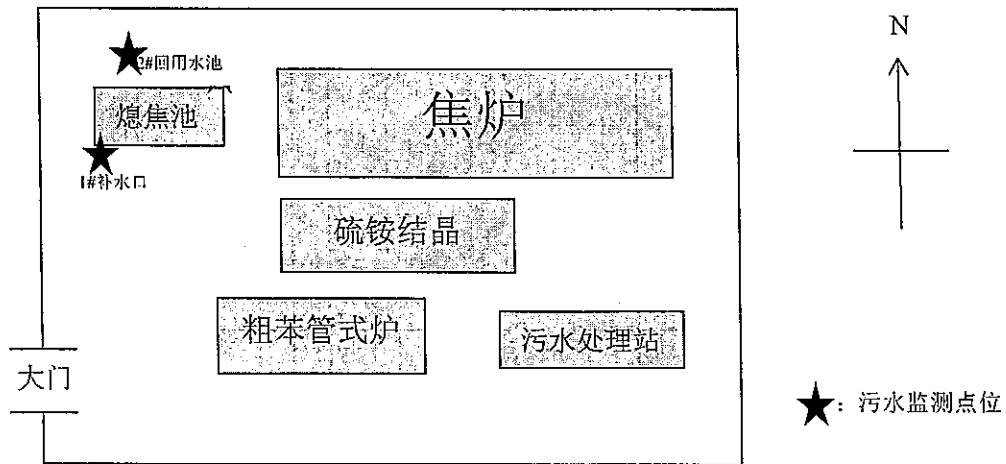 N
2#回用水池
熄焦池
焦炉
1#补水口
硫铵结晶
粗苯管式炉
污水处理站
大门
★：污水监测点位